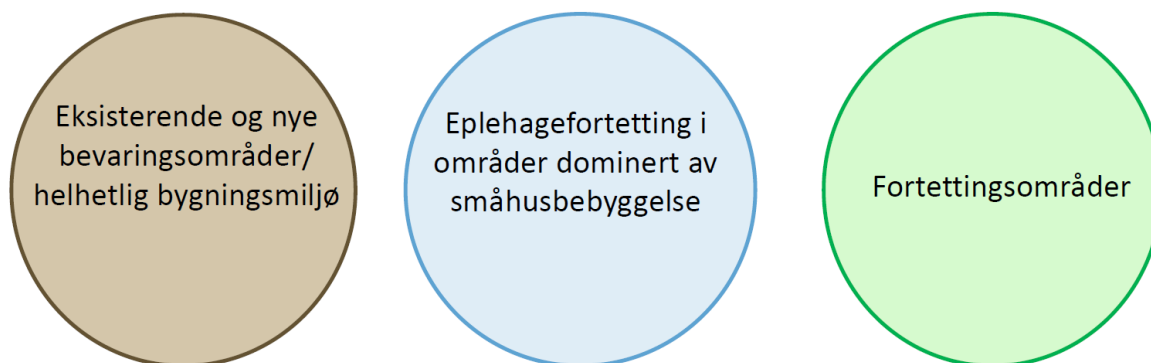 Eksisterende og nye
bevaringsområder/
helhetlig bygningsmiljø
Eplehagefortetting i
områder dominert av
småhusbebyggelse
Fortettingsområder